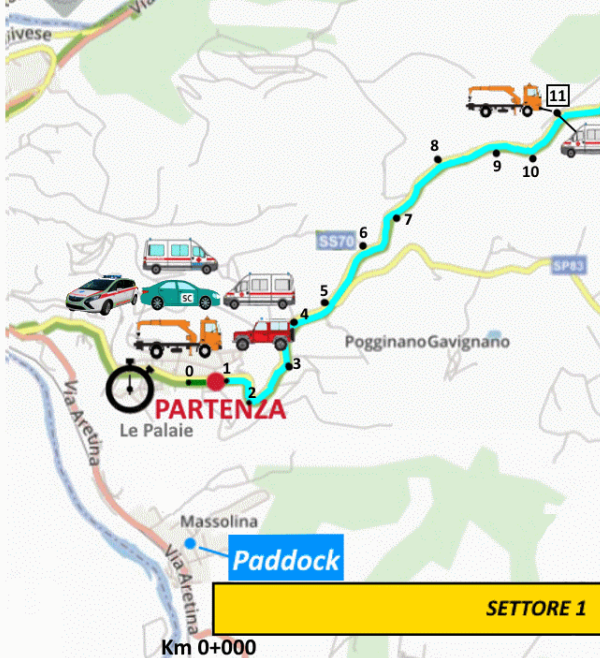 Via
givese
11
8
9
10
7
6
SS70
SP83
5
SC
4
PogginanoGavignano
3
0
1
2
PARTENZA
Le Palaie
Via Aretina
Massolina
Paddock
Via Aretina
SETTORE 1
Km 0+000